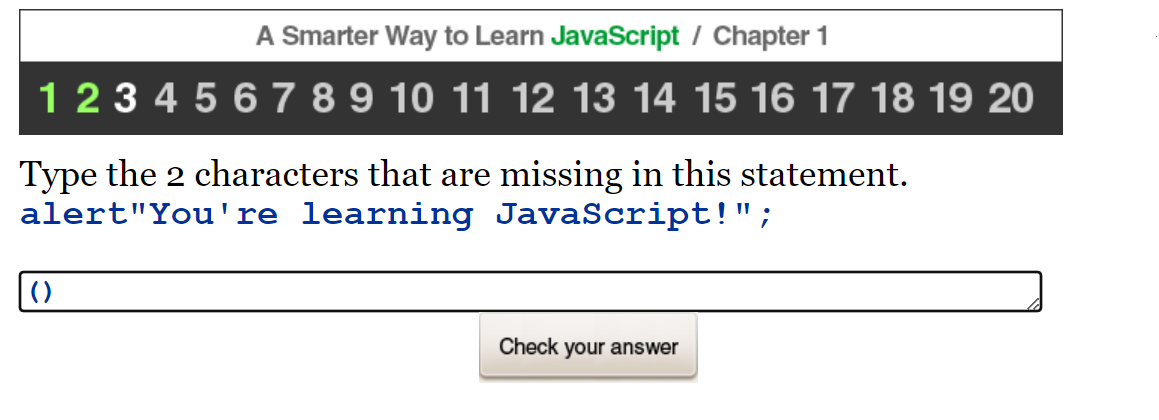 A Smarter Way to Learn JavaScript / Chapter 1
1 2 3 4 5 6 7 8 9 10 11 12 13 14 15 16 17 18 19 20
Type the 2 characters that are missing in this statement.
alert"You're learning JavaScript!";
()
Check your answer